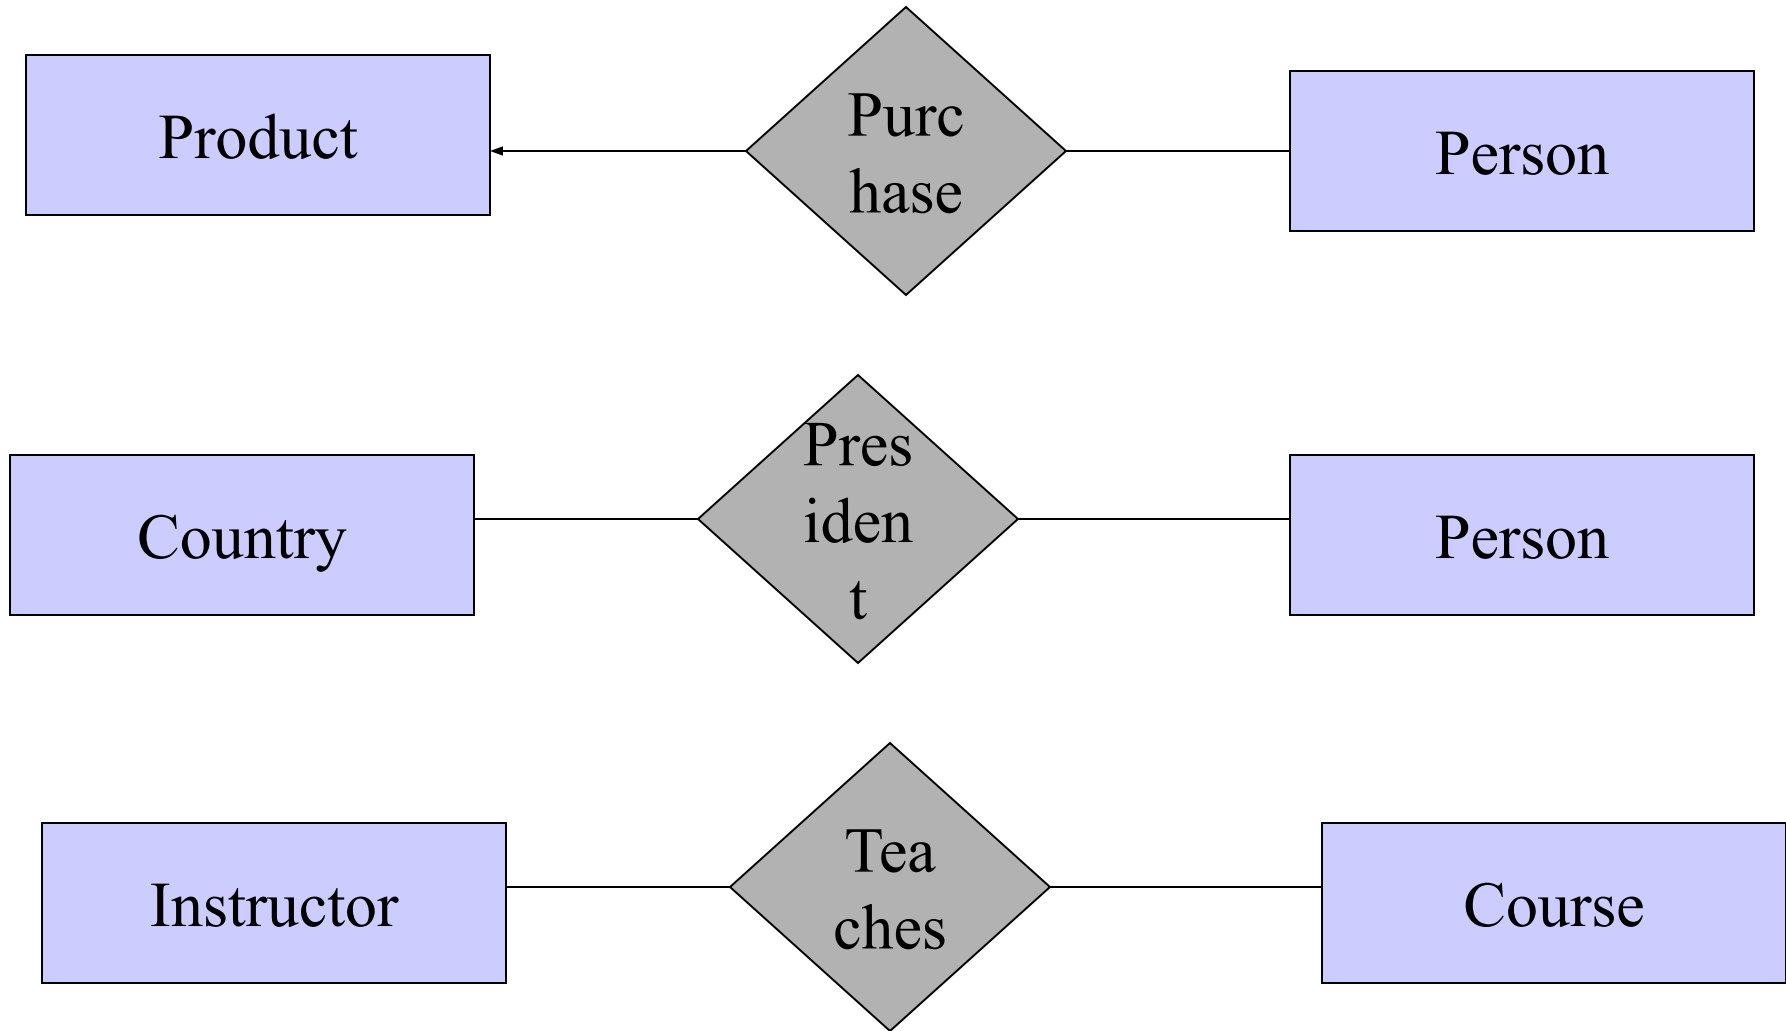 Product
Purc
hase
Person
Country
Pres
iden
t
Person
Instructor
Tea
ches
Course